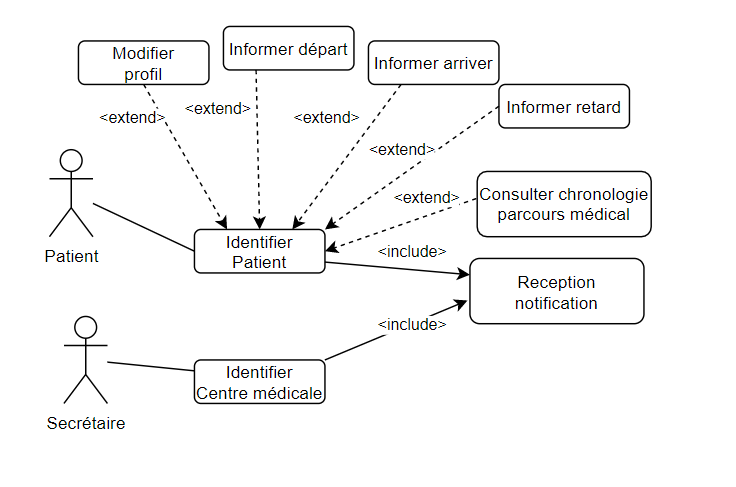 Modifier
profil
Informer départ
Informer arriver
Informer retard
<extend>
<extend>
<extend>
<extend>
<extend>
Consulter chronologie
parcours médical
Patient
Identifier
Patient
<include>
Reception
notification
<include>
Secrétaire
Identifier
Centre médicale